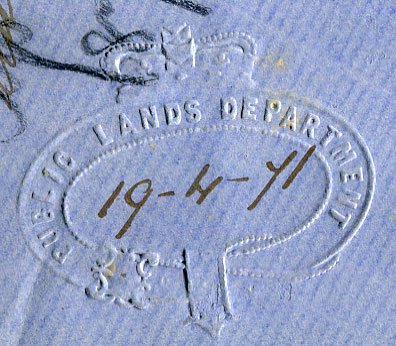 PUBLIC LANDS DEPARTMENT
19-4-71